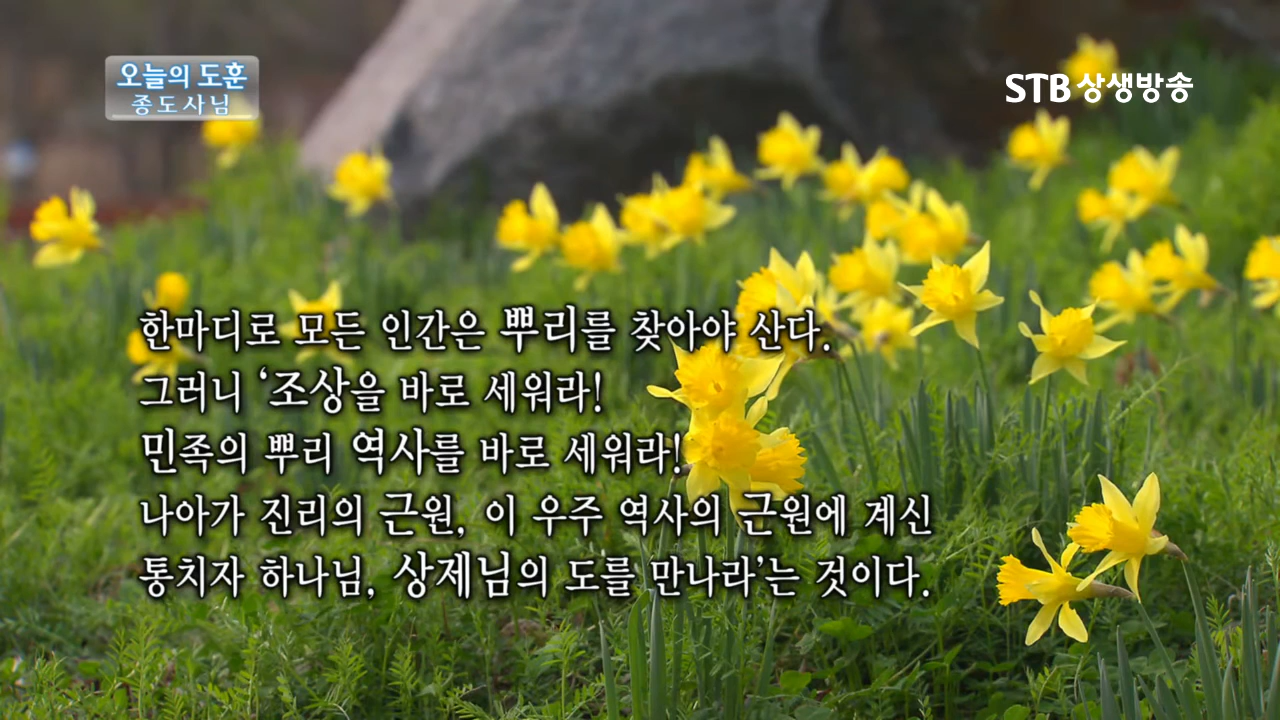 오늘의 도훈
종도사님
STB 상생방송
한마디로 모든 인간은 뿌리를 찾아야 산다.
그러니 ‘조상을 바로 세워라!
민족의 뿌리 역사를 바로 세워라!
나아가 진리의 근원, 이 우주 역사의 근원에 계신
통치자 하나님, 상제님의 도를 만나라’는 것이다.